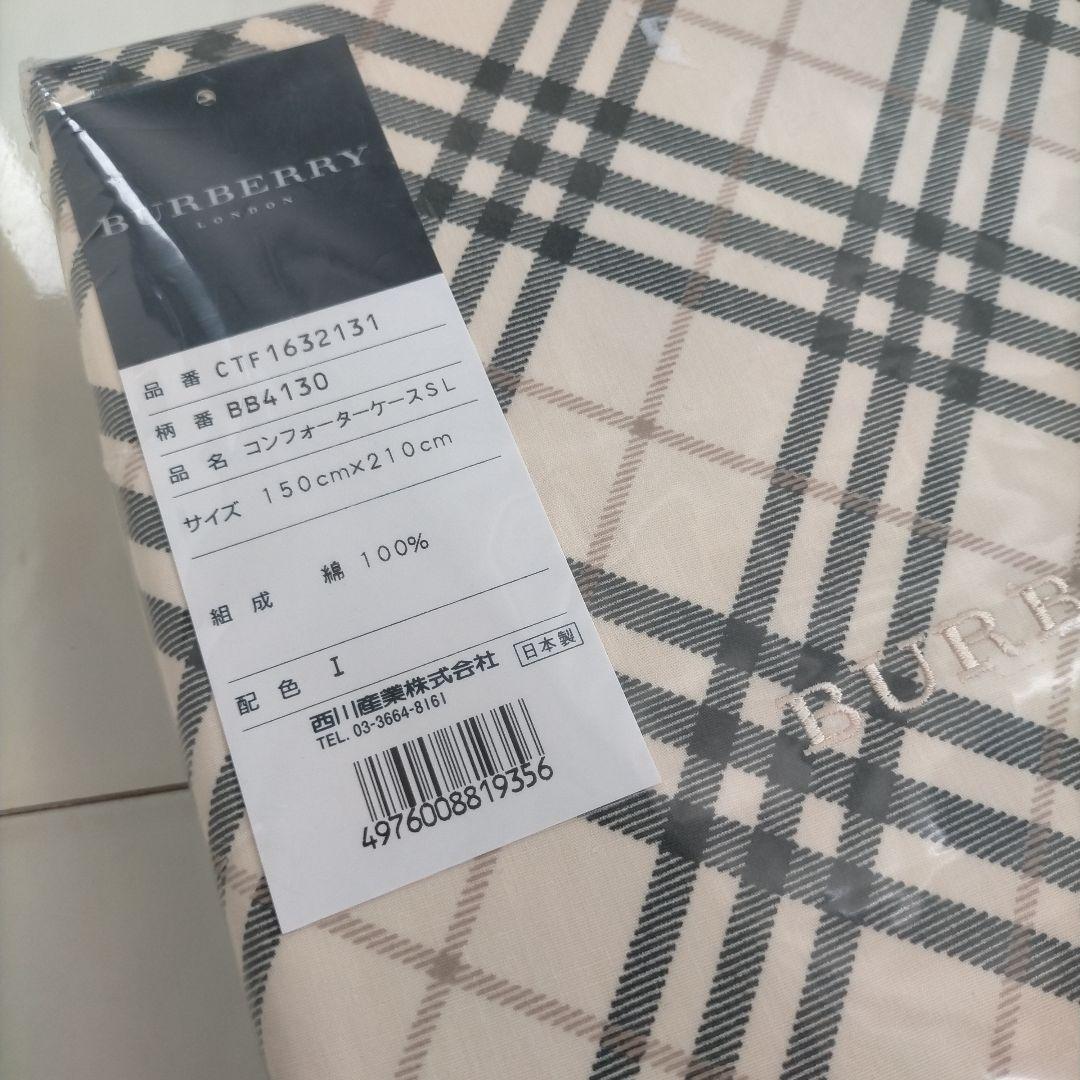 BURBERRY
LONDON
品番 CTF1632131
柄番 BB4130
品名 コンフォーターケースSL
サイズ 150cm×210cm
組成 綿 100%
配色 I
西川産業株式会社 日本製
TEL. 03-3664-8161
4976008819356
BURB